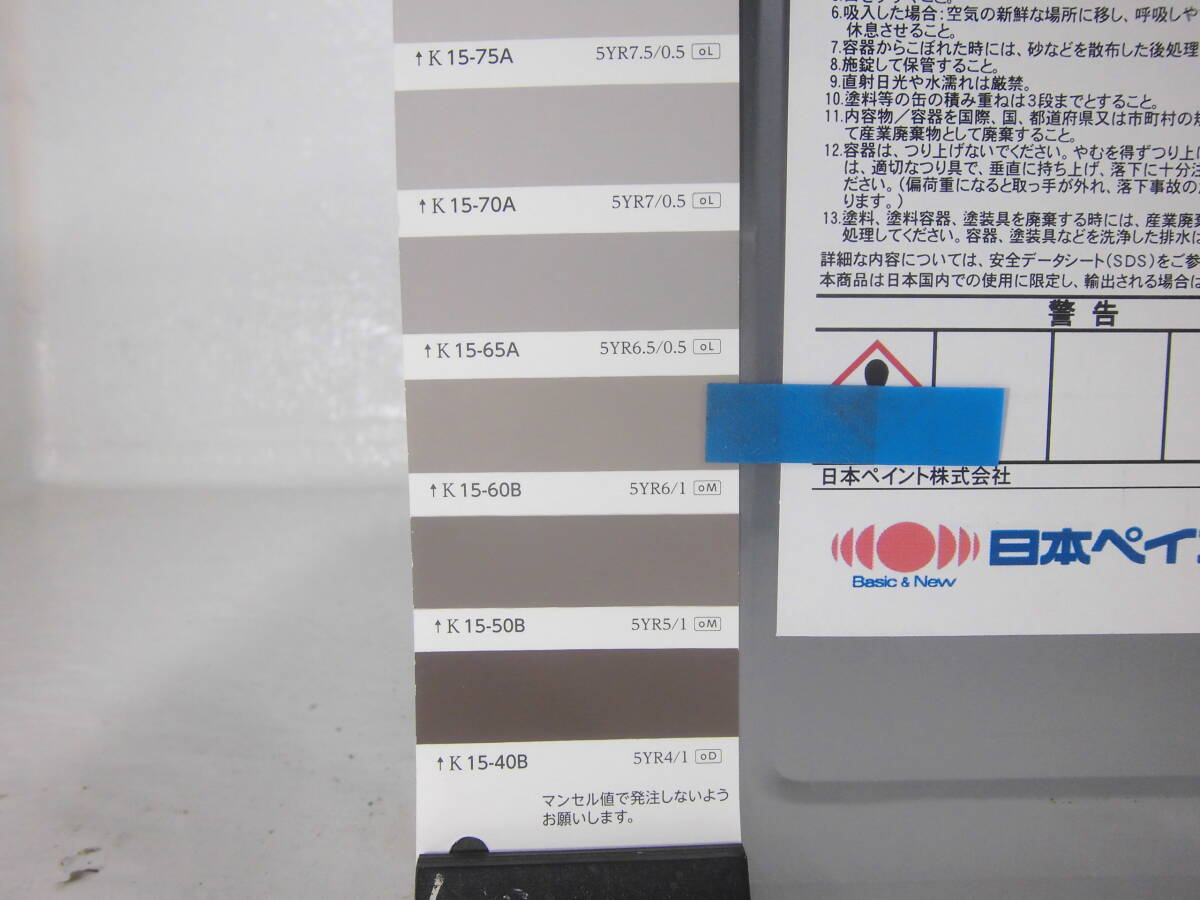 ↑K 15-75A 5YR7.5/0.5 oL
↑K 15-70A 5YR7/0.5 oL
↑K 15-65A 5YR6.5/0.5 oL
↑K 15-60B 5YR6/1 oM
↑K 15-50B 5YR5/1 oM
↑K 15-40B 5YR4/1 oD
マンセル値で発注しないよう
お願いします。
6.吸入した場合:空気の新鮮な場所に移し、呼吸しや
休息させること。
7.容器からこぼれた時には、砂などを散布した後処理
8.施錠して保管すること。
9.直射日光や水濡れは厳禁。
10.塗料等の缶の積み重ねは3段までとすること。
11.内容物/容器を国際、国、都道府県又は市町村の規
て産業廃棄物として廃棄すること。
12.容器は、つり上げないでください。やむを得ずつり上げ
は、適切なつり具で、垂直に持ち上げ、落下に十分注
ださい。(偏荷重になると取っ手が外れ、落下事故の
ります。)
13.塗料、塗料容器、塗装具を廃棄する時には、産業廃棄
処理してください。容器、塗装具などを洗浄した排水は
詳細な内容については、安全データシート(SDS)をご参
本商品は日本国内での使用に限定し、輸出される場合は
警告
日本ペイント株式会社
日本ペイン
Basic & New